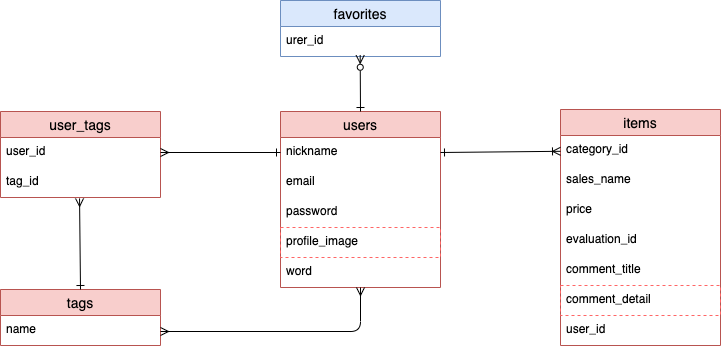 favorites
urer_id
user_tags
user_id
tag_id
users
nickname
email
password
profile_image
word
items
category_id
sales_name
price
evaluation_id
comment_title
comment_detail
user_id
tags
name